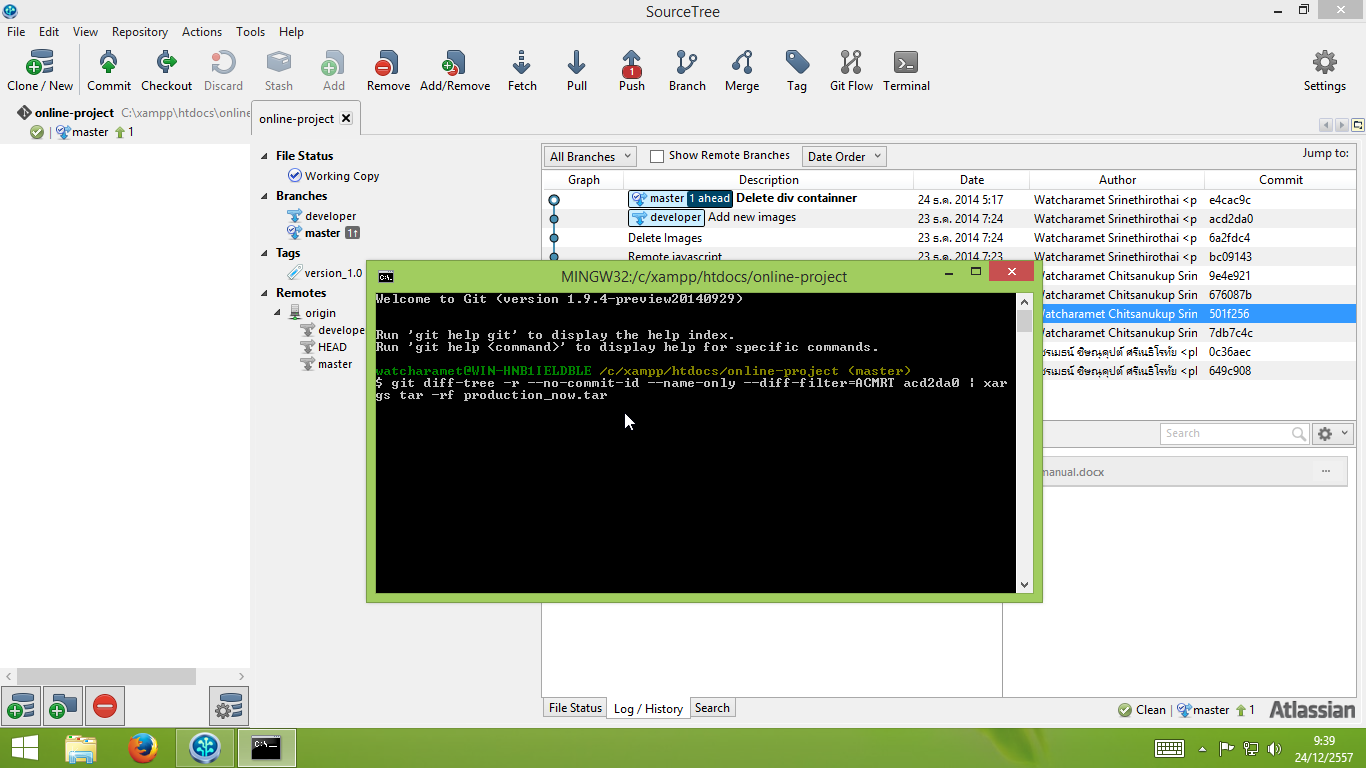 SourceTree
File Edit View Repository Actions Tools Help
Clone / New Commit Checkout Discard Stash Add Remove Add/Remove Fetch Pull 1 Push Branch Merge Tag Git Flow Terminal Settings
online-project C:\xampp\htdocs\online
master 1
online-project
File Status
Working Copy
Branches
developer
master 1
Tags
version_1.0
Remotes
origin
develope
HEAD
master
All Branches Show Remote Branches Date Order Jump to:
Graph Description Date Author Commit
master 1 ahead Delete div containner 24 ธ.ค. 2014 5:17 Watcharamet Srinethirothai <p e4cac9c
developer Add new images 23 ธ.ค. 2014 7:24 Watcharamet Srinethirothai <p acd2da0
Delete Images 23 ธ.ค. 2014 7:24 Watcharamet Srinethirothai <p 6a2fdc4
Remote javascript 23 ธ.ค. 2014 7:23 Watcharamet Srinethirothai <p bc09143
Watcharamet Chitsanukup Srin 9e4e921
Watcharamet Chitsanukup Srin 676087b
Watcharamet Chitsanukup Srin 501f256
Watcharamet Chitsanukup Srin 7db7c4c
ชรเมธน์ ชิษณุคุปต์ ศรีเนธิโรทัย <pl 0c36aec
ชรเมธน์ ชิษณุคุปต์ ศรีเนธิโรทัย <pl 649c908
MINGW32:/c/xampp/htdocs/online-project
Welcome to Git (version 1.9.4-preview20140929)
Run 'git help git' to display the help index.
Run 'git help <command>' to display help for specific commands.
watcharamet@WIN-HNB1IELDBLE /c/xampp/htdocs/online-project (master)
$ git diff-tree -r --no-commit-id --name-only --diff-filter=ACMRT acd2da0 | xar
gs tar -rf production_now.tar
Search
manual.docx ...
File Status Log / History Search
Clean master 1 Atlassian
9:39
24/12/2557